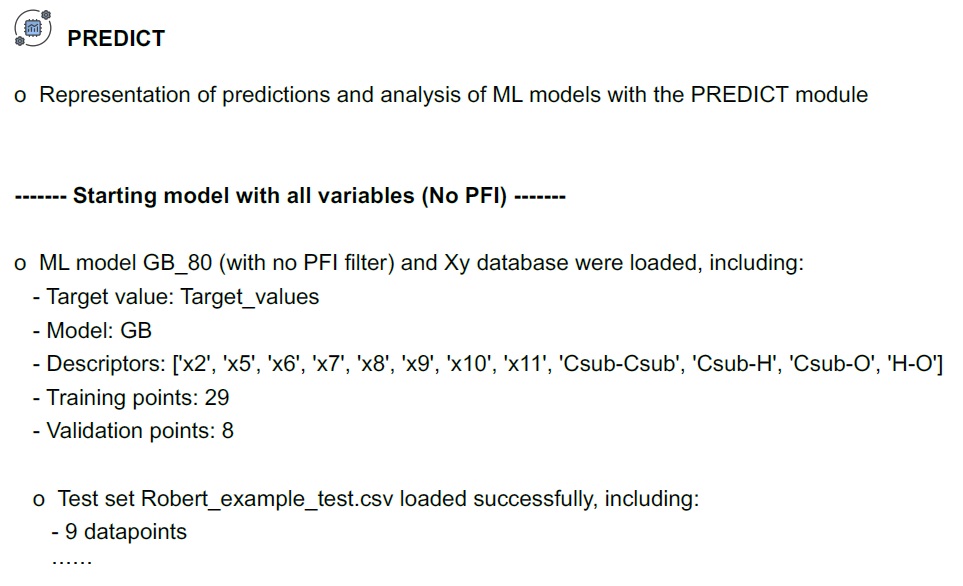 PREDICT
o Representation of predictions and analysis of ML models with the PREDICT module
------- Starting model with all variables (No PFI) -------
o ML model GB_80 (with no PFI filter) and Xy database were loaded, including:
- Target value: Target_values
- Model: GB
- Descriptors: ['x2', 'x5', 'x6', 'x7', 'x8', 'x9', 'x10', 'x11', 'Csub-Csub', 'Csub-H', 'Csub-O', 'H-O']
- Training points: 29
- Validation points: 8
o Test set Robert_example_test.csv loaded successfully, including:
- 9 datapoints
......